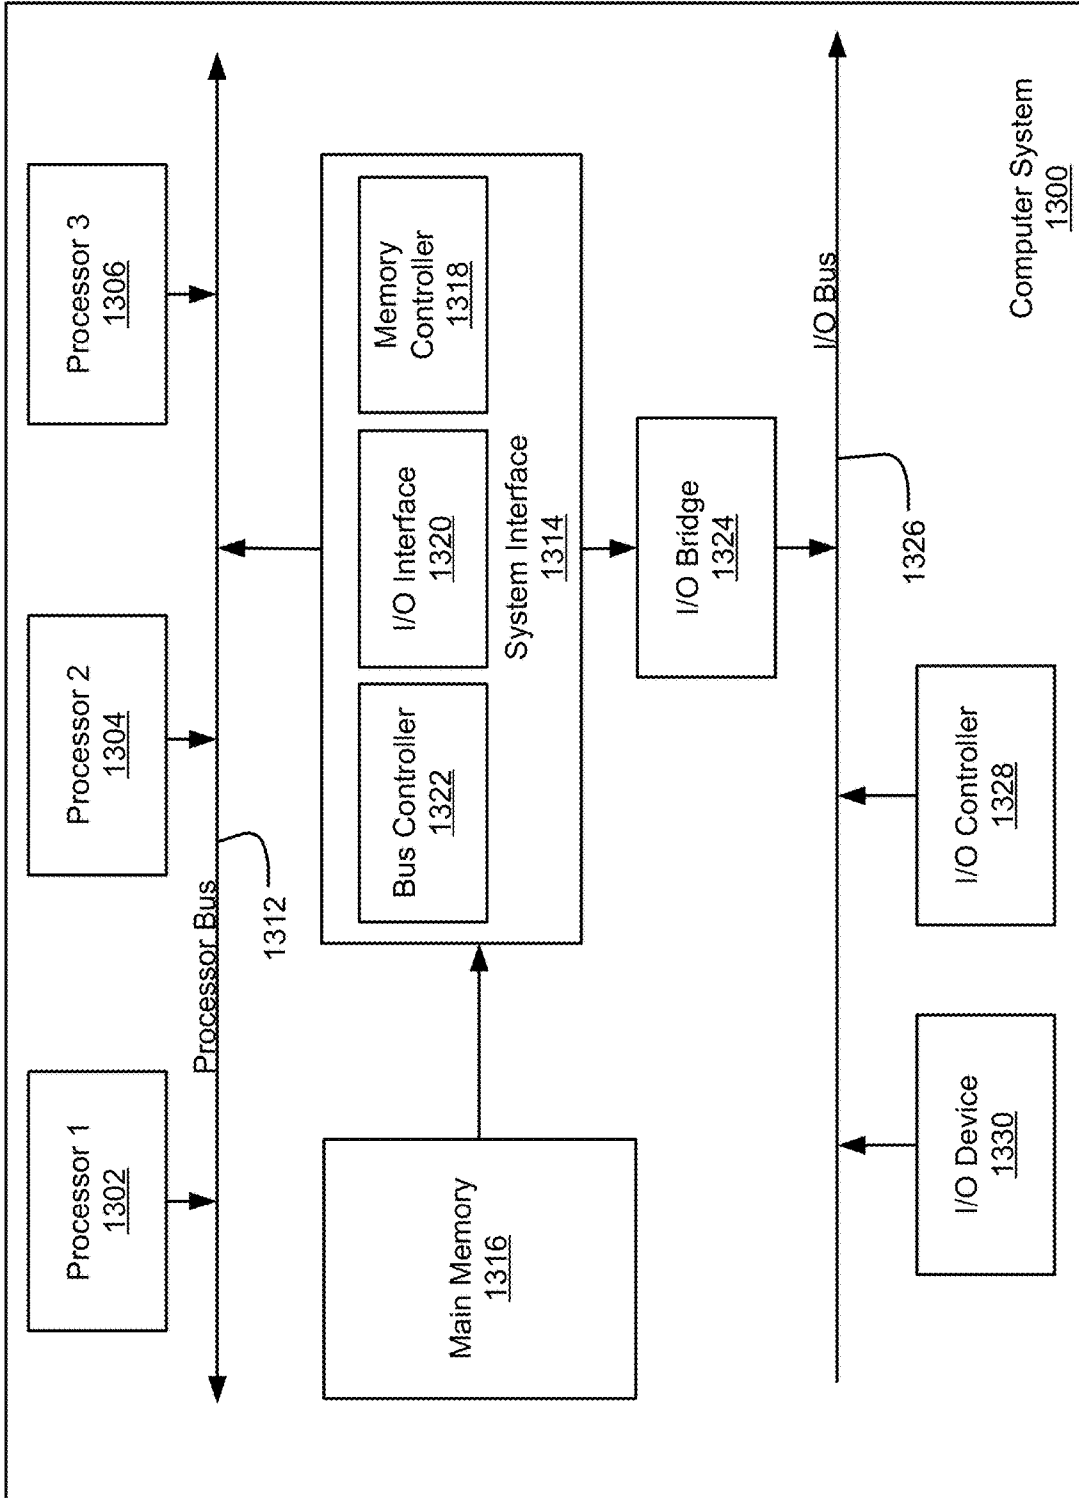 Processor 1
1302
Processor 2
1304
Processor 3
1306
Processor Bus
1312
Main Memory
1316
Bus Controller
1322
I/O Interface
1320
Memory
Controller
1318
System Interface
1314
I/O Bridge
1324
I/O Bus
1326
I/O Device
1330
I/O Controller
1328
Computer System
1300